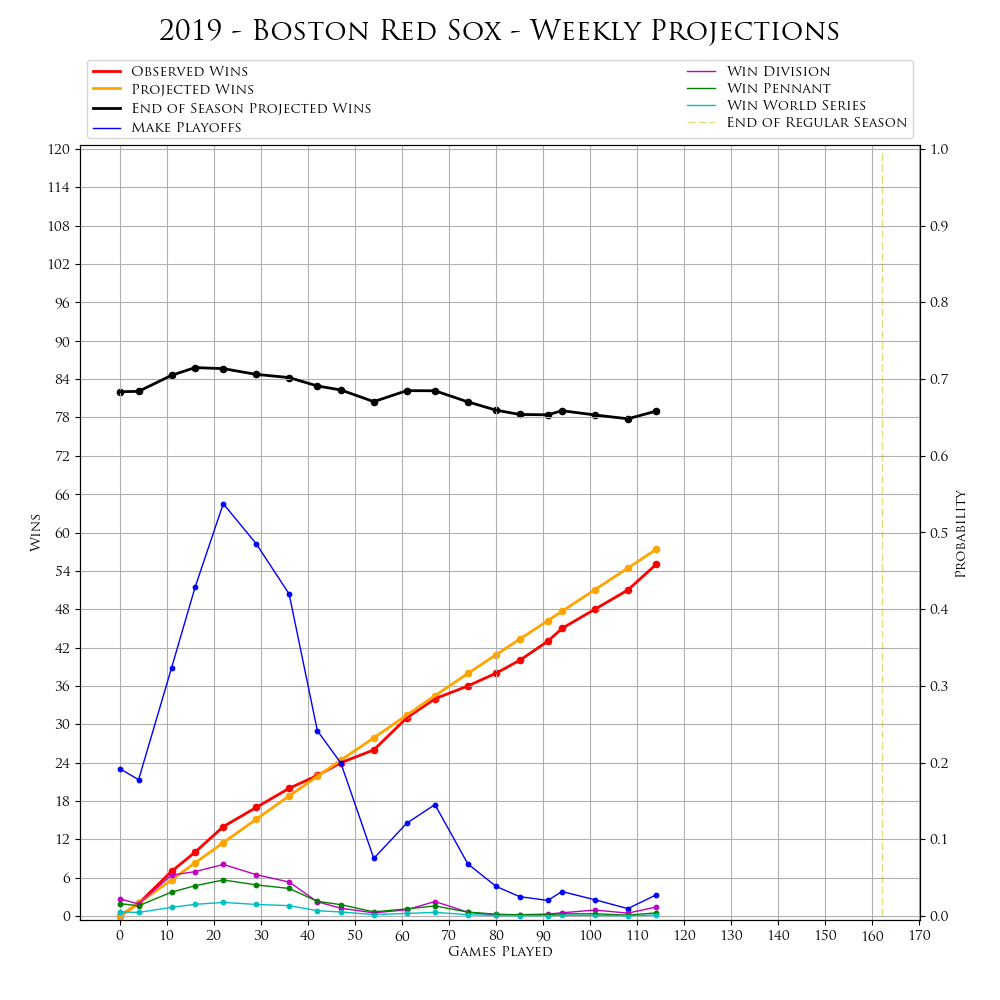 2019 - Boston Red Sox - Weekly Projections
Observed Wins
Projected Wins
End of Season Projected Wins
Make Playoffs
Win Division
Win Pennant
Win World Series
End of Regular Season
120
114
108
102
96
90
84
78
72
66
60
54
48
42
36
30
24
18
12
6
0
Wins
1.0
0.9
0.8
0.7
0.6
0.5
0.4
0.3
0.2
0.1
0.0
Probability
0 10 20 30 40 50 60 70 80 90 100 110 120 130 140 150 160 170
Games Played